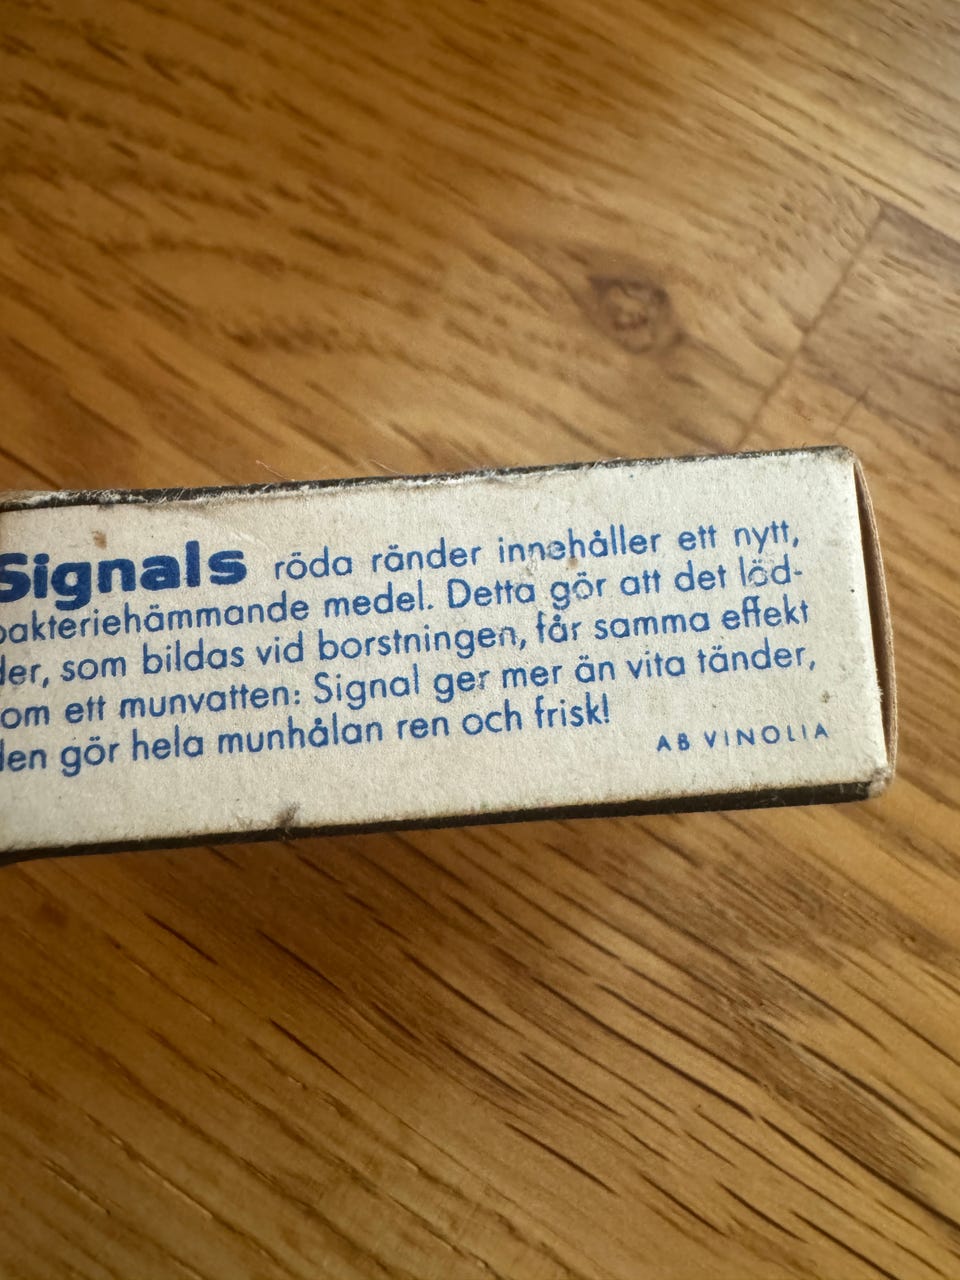 Signals röda ränder innehåller ett nytt,
bakteriehämmande medel. Detta gör att det löd-
der, som bildas vid borstningen, får samma effekt
som ett munvatten: Signal ger mer än vita tänder,
den gör hela munhålan ren och frisk!
AB VINOLIA